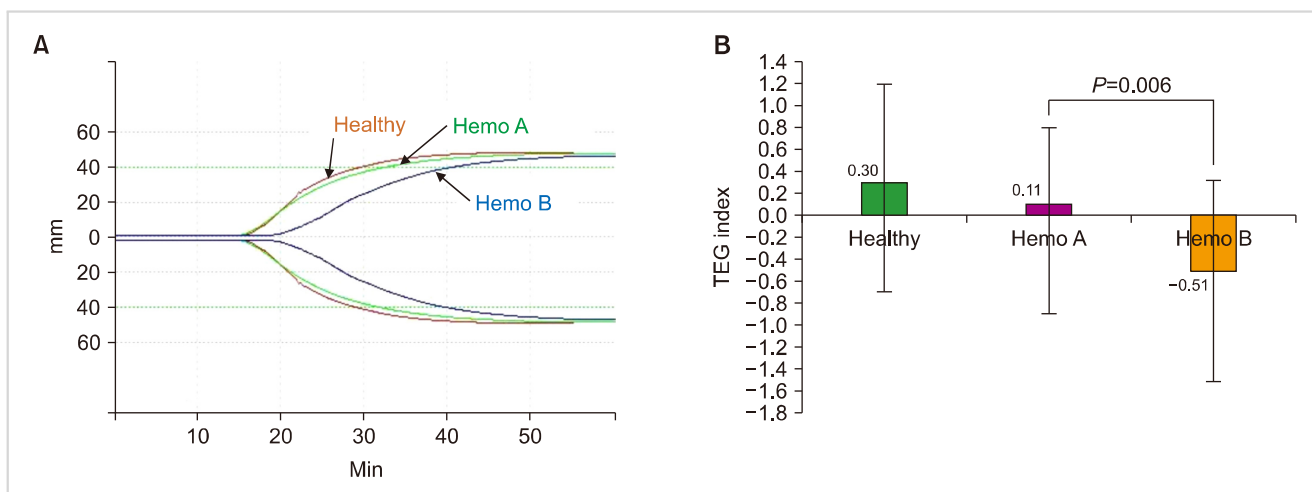 A
mm
60
40
20
0
20
40
60
Healthy
Hemo A
Hemo B
10 20 30 40 50
Min
B
TEG index
1.4
1.2
1.0
0.8
0.6
0.4
0.2
0.0
−0.2
−0.4
−0.6
−0.8
−1.0
−1.2
−1.4
−1.6
−1.8
P=0.006
0.30
0.11
−0.51
Healthy Hemo A Hemo B